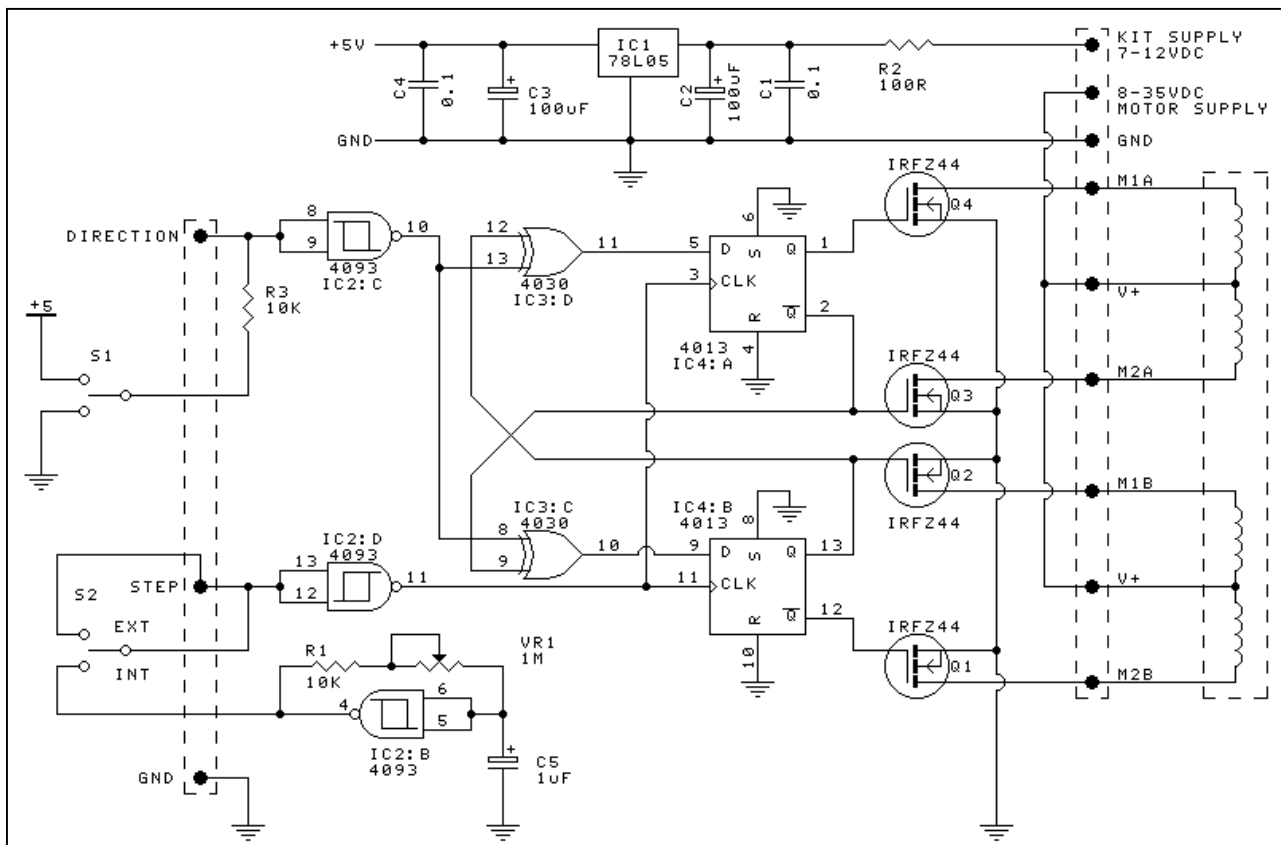 +5V
IC1
78L05
C4
0.1
C3
100uF
C2
100uF
C1
0.1
R2
100R
GND
KIT SUPPLY
7-12VDC
8-35VDC
MOTOR SUPPLY
GND
DIRECTION
8
9
10
4093
IC2:C
R3
10K
+5
S1
12
13
11
4030
IC3:D
6
5
D
S
Q
1
3
CLK
R
Q
2
4
4013
IC4:A
IRFZ44
Q4
M1A
V+
IRFZ44
Q3
M2A
Q2
IRFZ44
M1B
IC3:C
4030
8
9
10
IC4:B
4013
8
9
D
S
Q
13
11
CLK
R
Q
12
10
IC2:D
4093
13
12
11
STEP
S2
EXT
INT
R1
10K
VR1
1M
4
6
5
IC2:B
4093
C5
+
1uF
GND
V+
IRFZ44
Q1
M2B